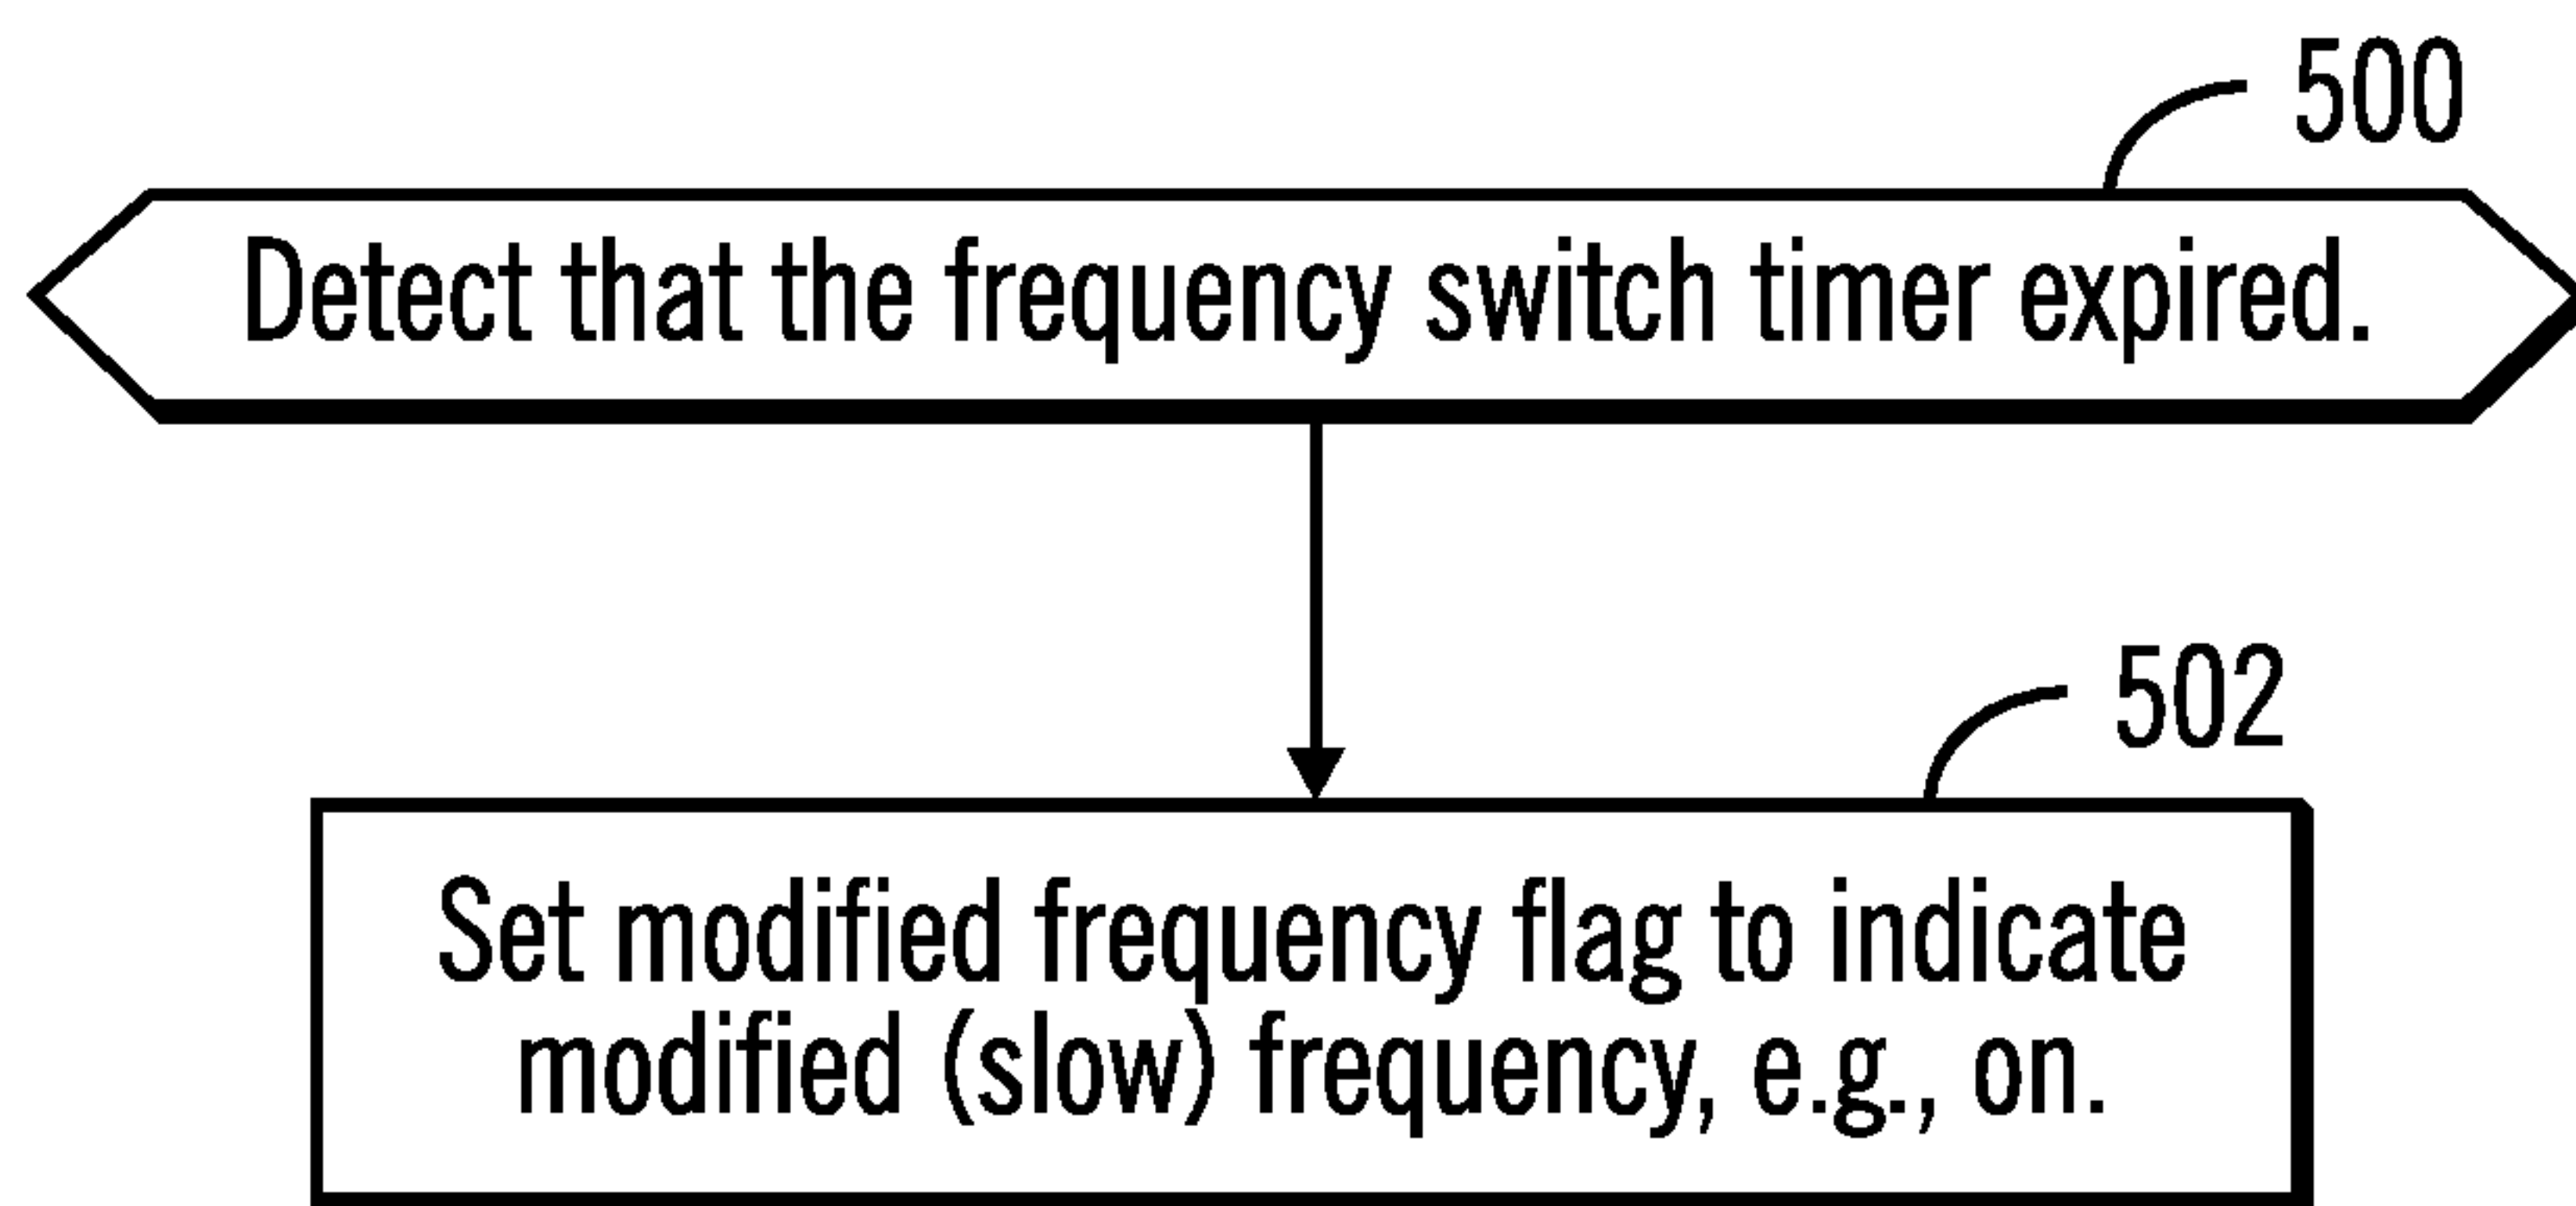 500
Detect that the frequency switch timer expired.
502
Set modified frequency flag to indicate
modified (slow) frequency, e.g., on.